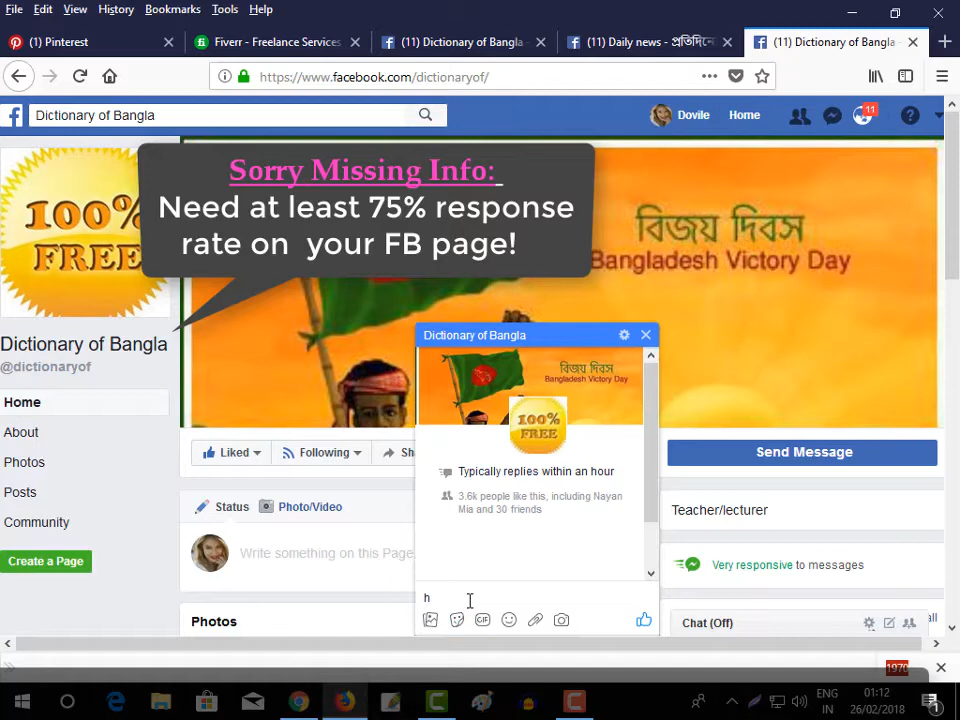 File Edit View History Bookmarks Tools Help
(1) Pinterest
Fiverr - Freelance Services
(11) Dictionary of Bangla -
(11) Daily news - প্রতিদিনে
(11) Dictionary of Bangla -
https://www.facebook.com/dictionaryof/
Dictionary of Bangla
Dovile
Home
11
Sorry Missing Info:
Need at least 75% response
rate on your FB page!
100%
FREE
বিজয় দিবস
Bangladesh Victory Day
Dictionary of Bangla
@dictionaryof
Home
About
Photos
Posts
Community
Create a Page
Liked
Following
Sha
Send Message
Status
Photo/Video
Write something on this Page.
Photos
Dictionary of Bangla
বিজয় দিবস
Bangladesh Victory Day
100%
FREE
Typically replies within an hour
3.6k people like this, including Nayan
Mia and 30 friends
h
GIF
Teacher/lecturer
Very responsive to messages
Chat (Off)
all
1970
ENG
IN
01:12
26/02/2018
1